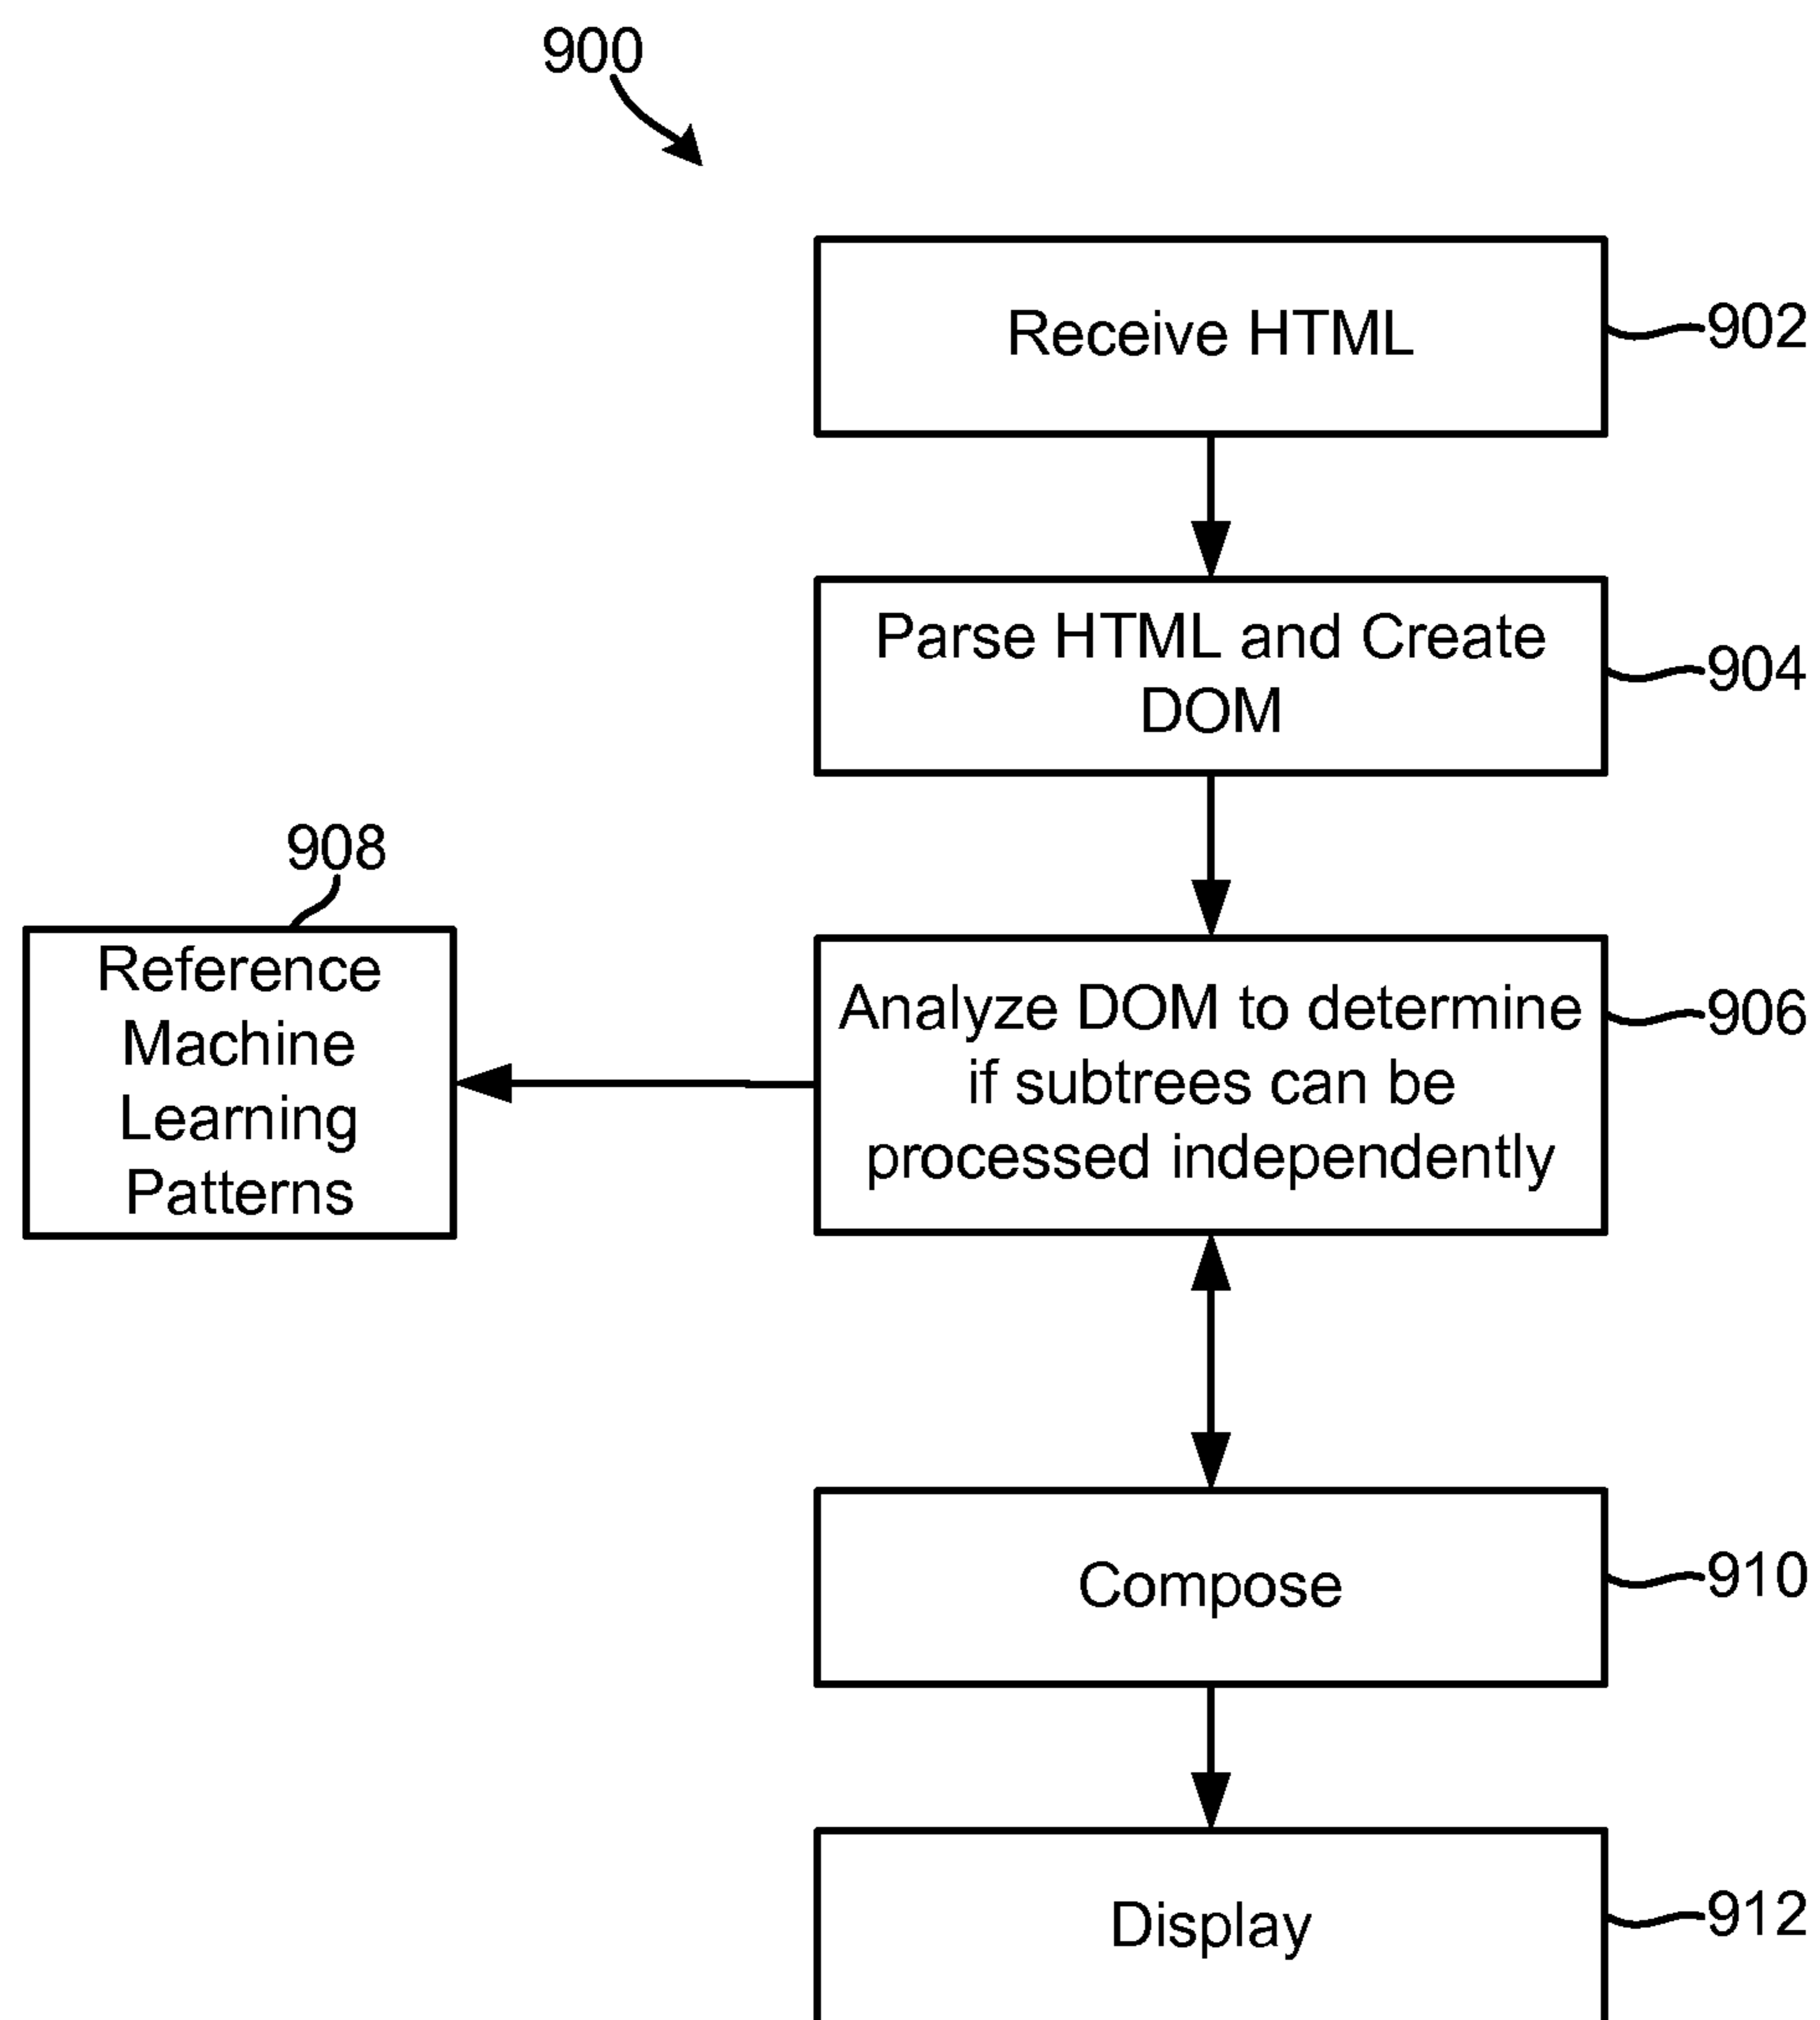 900
Receive HTML
902
Parse HTML and Create
DOM
904
908
Reference
Machine
Learning
Patterns
Analyze DOM to determine
if subtrees can be
processed independently
906
Compose
910
Display
912